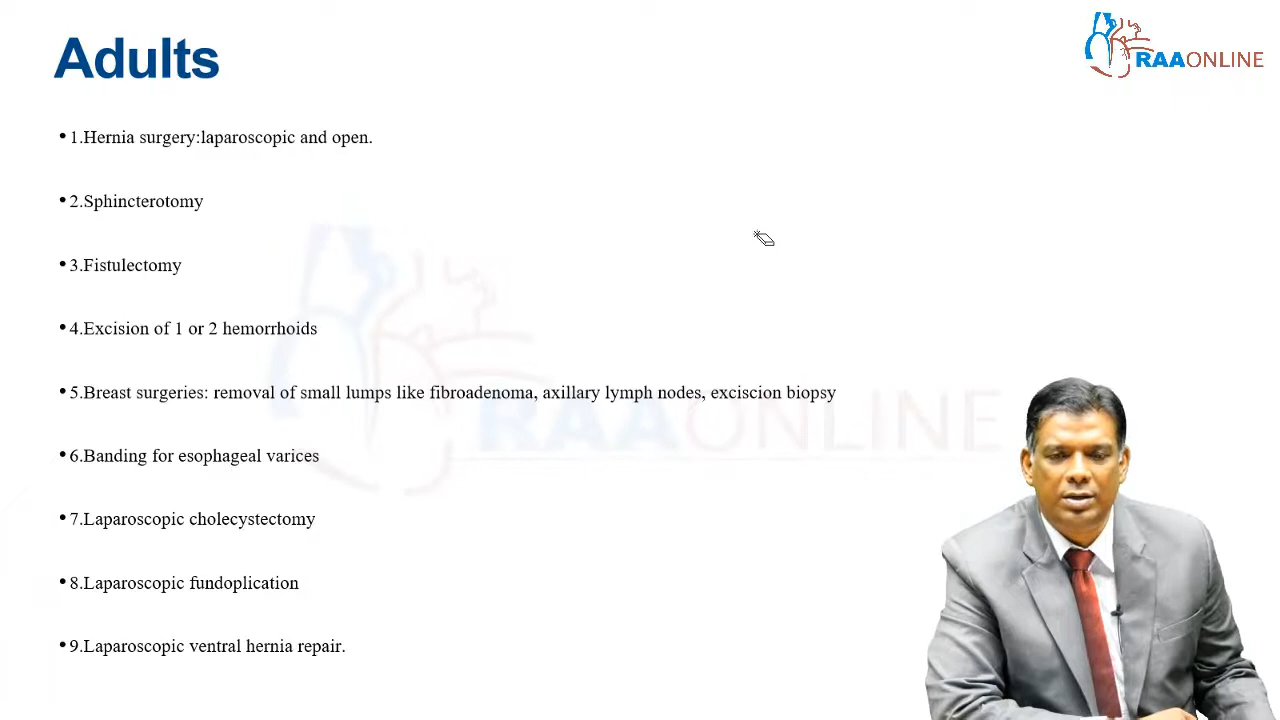 Adults
RAAONLINE
• 1.Hernia surgery:laparoscopic and open.
• 2.Sphincterotomy
• 3.Fistulectomy
• 4.Excision of 1 or 2 hemorrhoids
• 5.Breast surgeries: removal of small lumps like fibroadenoma, axillary lymph nodes, exciscion biopsy
RAAONLINE
• 6.Banding for esophageal varices
• 7.Laparoscopic cholecystectomy
• 8.Laparoscopic fundoplication
• 9.Laparoscopic ventral hernia repair.